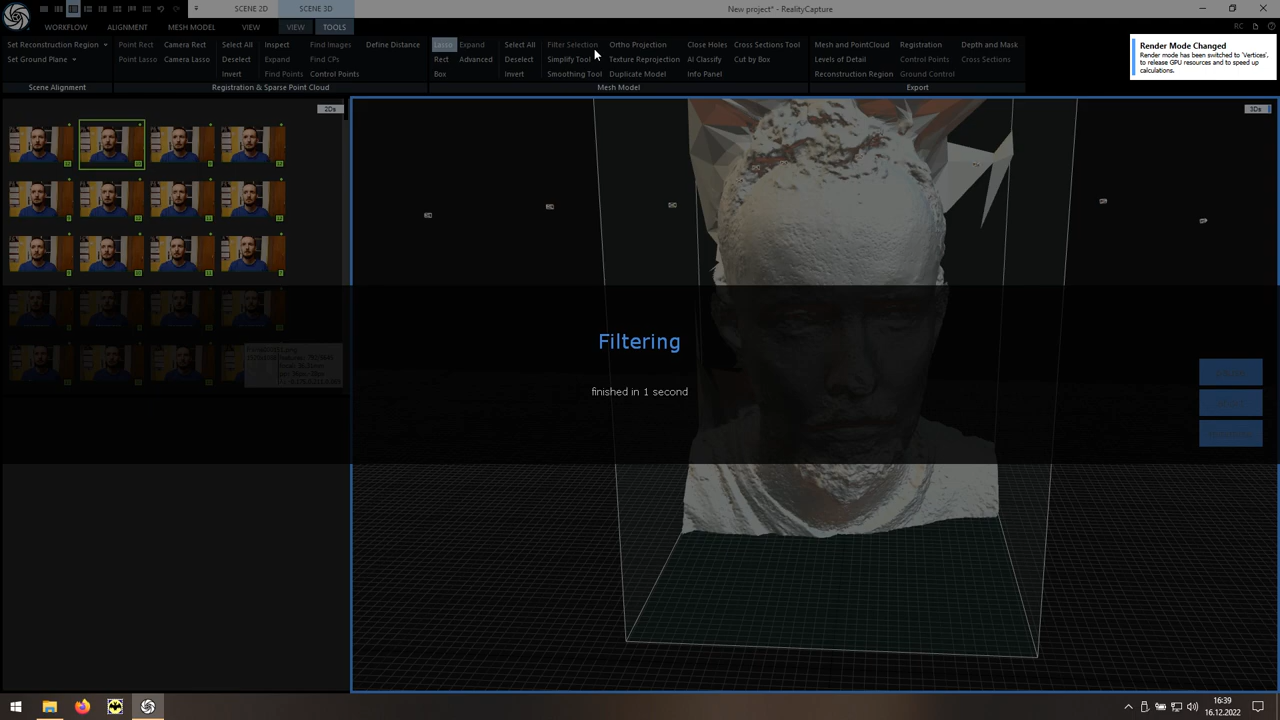 SCENE 2D
SCENE 3D
New project* - RealityCapture
WORKFLOW
ALIGNMENT
MESH MODEL
VIEW
VIEW
TOOLS
RC
Set Reconstruction Region
Point Rect
Camera Rect
Select All
Inspect
Find Images
Define Distance
Lasso
Expand
Select All
Filter Selection
Ortho Projection
Close Holes
Cross Sections Tool
Mesh and PointCloud
Registration
Depth and Mask
Set Ground Plane
Point Lasso
Camera Lasso
Deselect
Expand
Find CPs
Rect
Advanced
Deselect
Simplify Tool
Texture Reprojection
AI Classify
Cut by Box
Levels of Detail
Control Points
Cross Sections
Invert
Find Points
Control Points
Box
Invert
Smoothing Tool
Duplicate Model
Info Panel
Reconstruction Region
Ground Control
Scene Alignment
Registration & Sparse Point Cloud
Mesh Model
Export
Render Mode Changed
Render mode has been switched to 'Vertices',
to release GPU resources and to speed up
calculations.
2Ds
3Ds
Filtering
finished in 1 second
16:39
16.12.2022